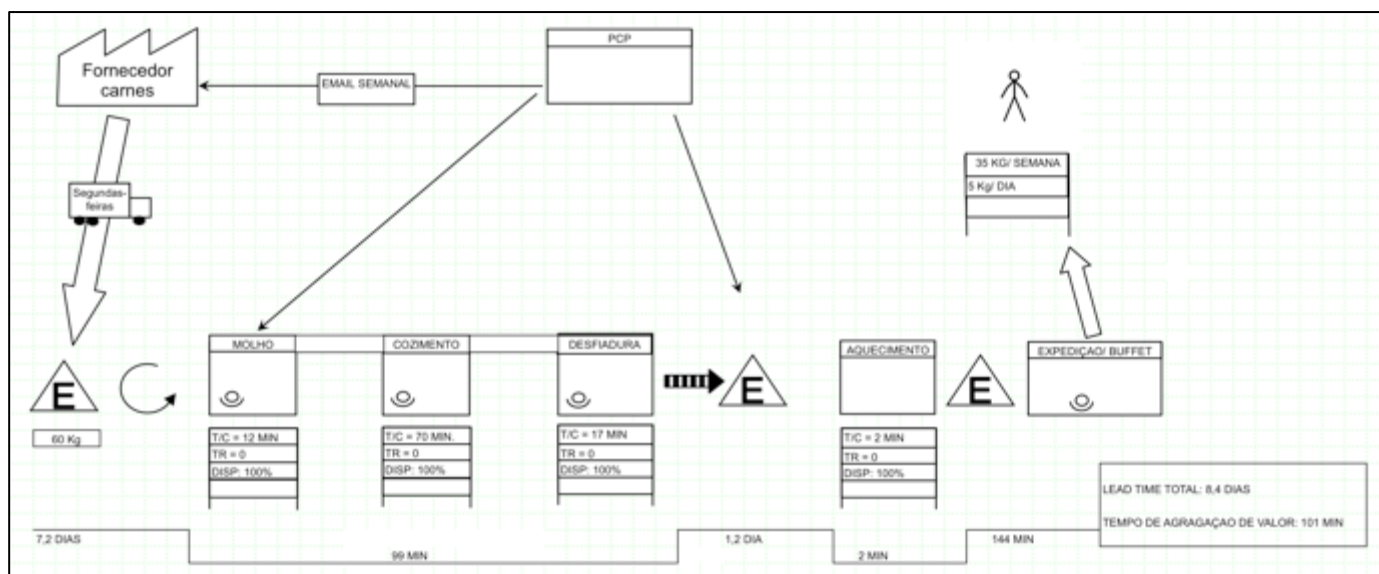 PCP
Fornecedor
carnes
EMAIL SEMANAL
Segundas-
feiras
35 KG/ SEMANA
5 Kg/ DIA
MOLHO
COZIMENTO
DESFIADURA
AQUECIMENTO
EXPEDIÇAO/ BUFFET
E
E
E
60 Kg
T/C = 12 MIN
TR = 0
DISP: 100%
T/C = 70 MIN.
TR = 0
DISP: 100%
T/C = 17 MIN
TR = 0
DISP: 100%
T/C = 2 MIN
TR = 0
DISP: 100%
LEAD TIME TOTAL: 8,4 DIAS
TEMPO DE AGRAGAÇAO DE VALOR: 101 MIN
7,2 DIAS
99 MIN
1,2 DIA
2 MIN
144 MIN